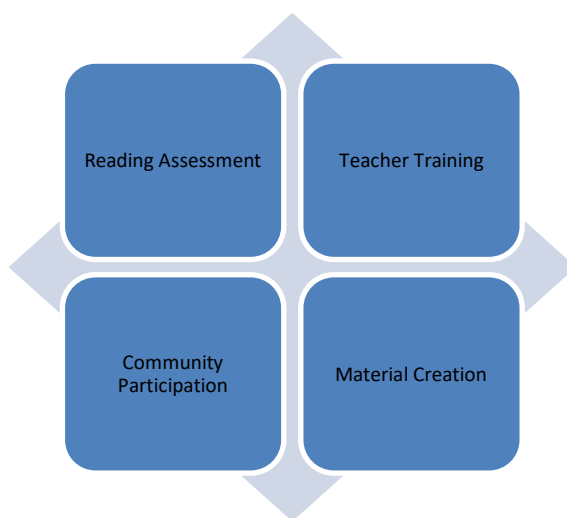 Reading Assessment
Teacher Training
Community
Participation
Material Creation